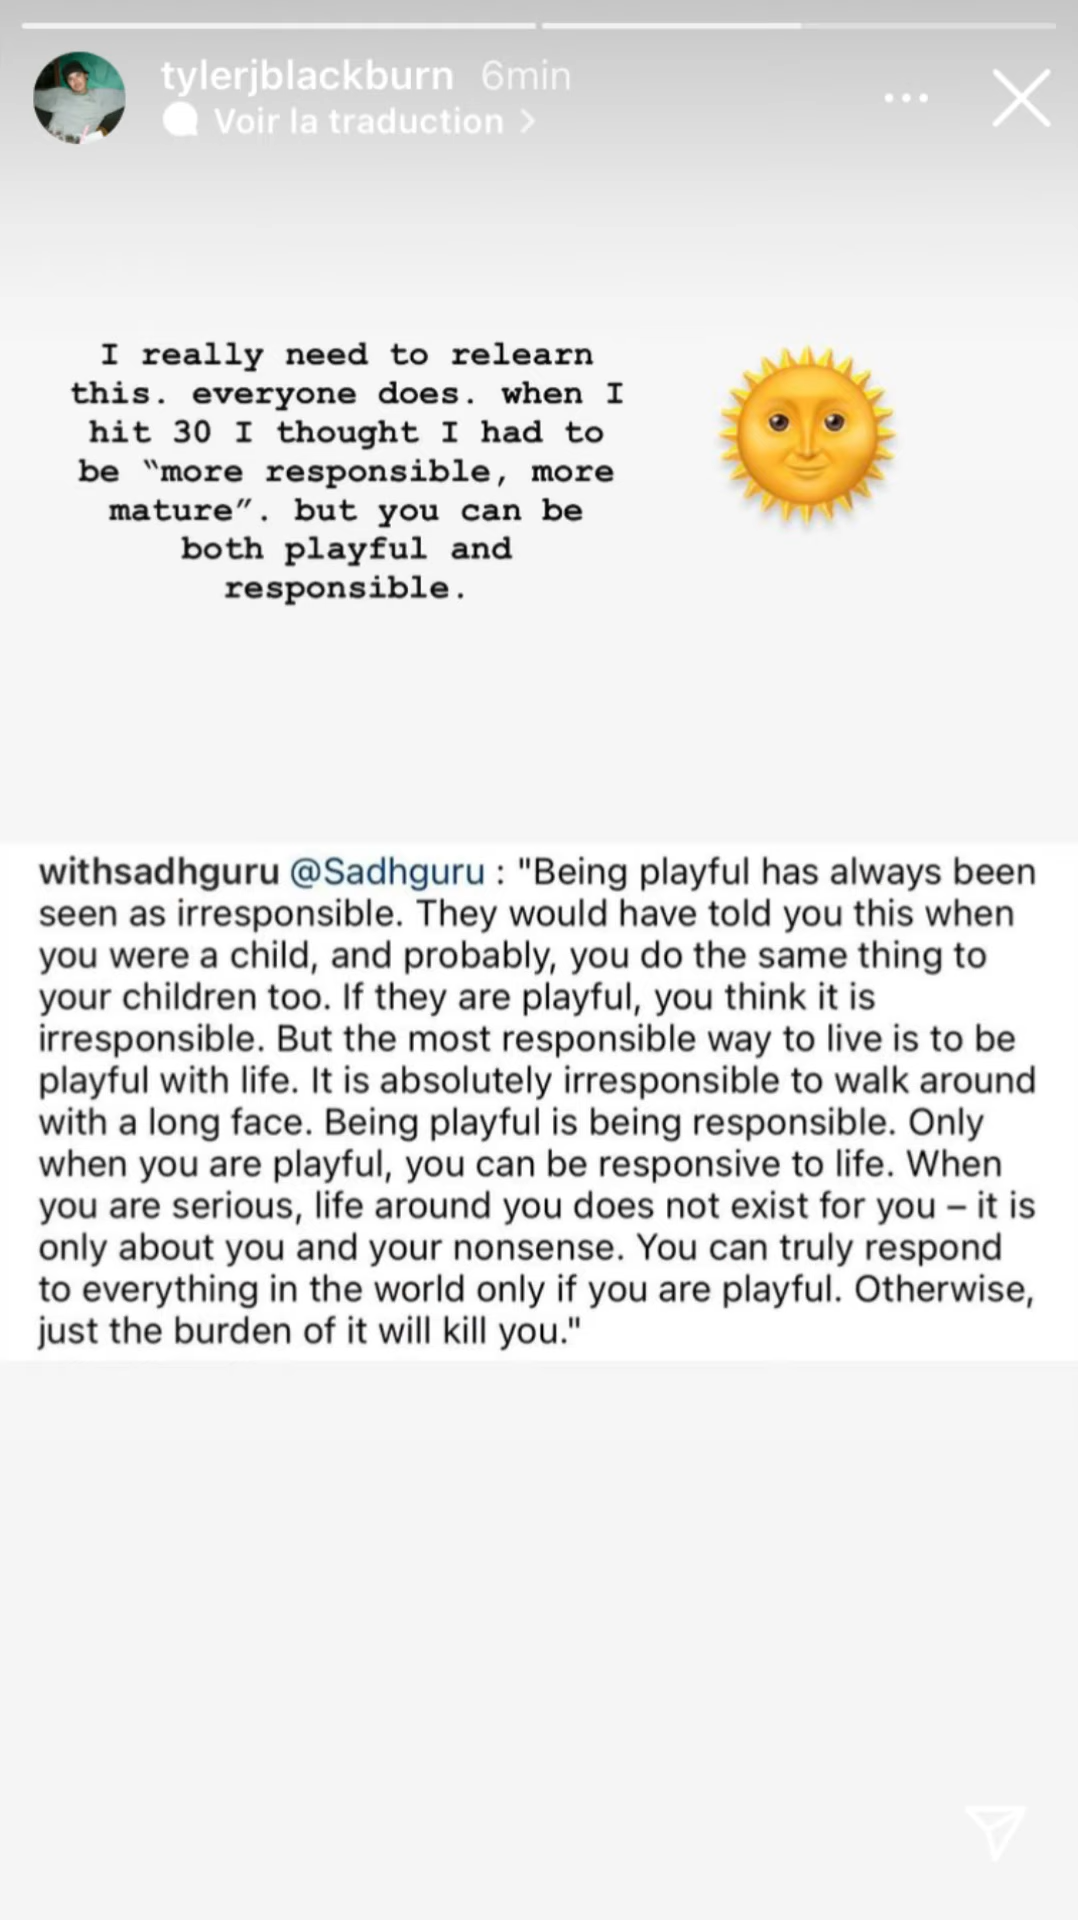 tylerjblackburn 6min
Voir la traduction >
I really need to relearn
this. everyone does. when I
hit 30 I thought I had to
be “more responsible, more
mature”. but you can be
both playful and
responsible.
withsadhguru @Sadhguru : "Being playful has always been
seen as irresponsible. They would have told you this when
you were a child, and probably, you do the same thing to
your children too. If they are playful, you think it is
irresponsible. But the most responsible way to live is to be
playful with life. It is absolutely irresponsible to walk around
with a long face. Being playful is being responsible. Only
when you are playful, you can be responsive to life. When
you are serious, life around you does not exist for you – it is
only about you and your nonsense. You can truly respond
to everything in the world only if you are playful. Otherwise,
just the burden of it will kill you."